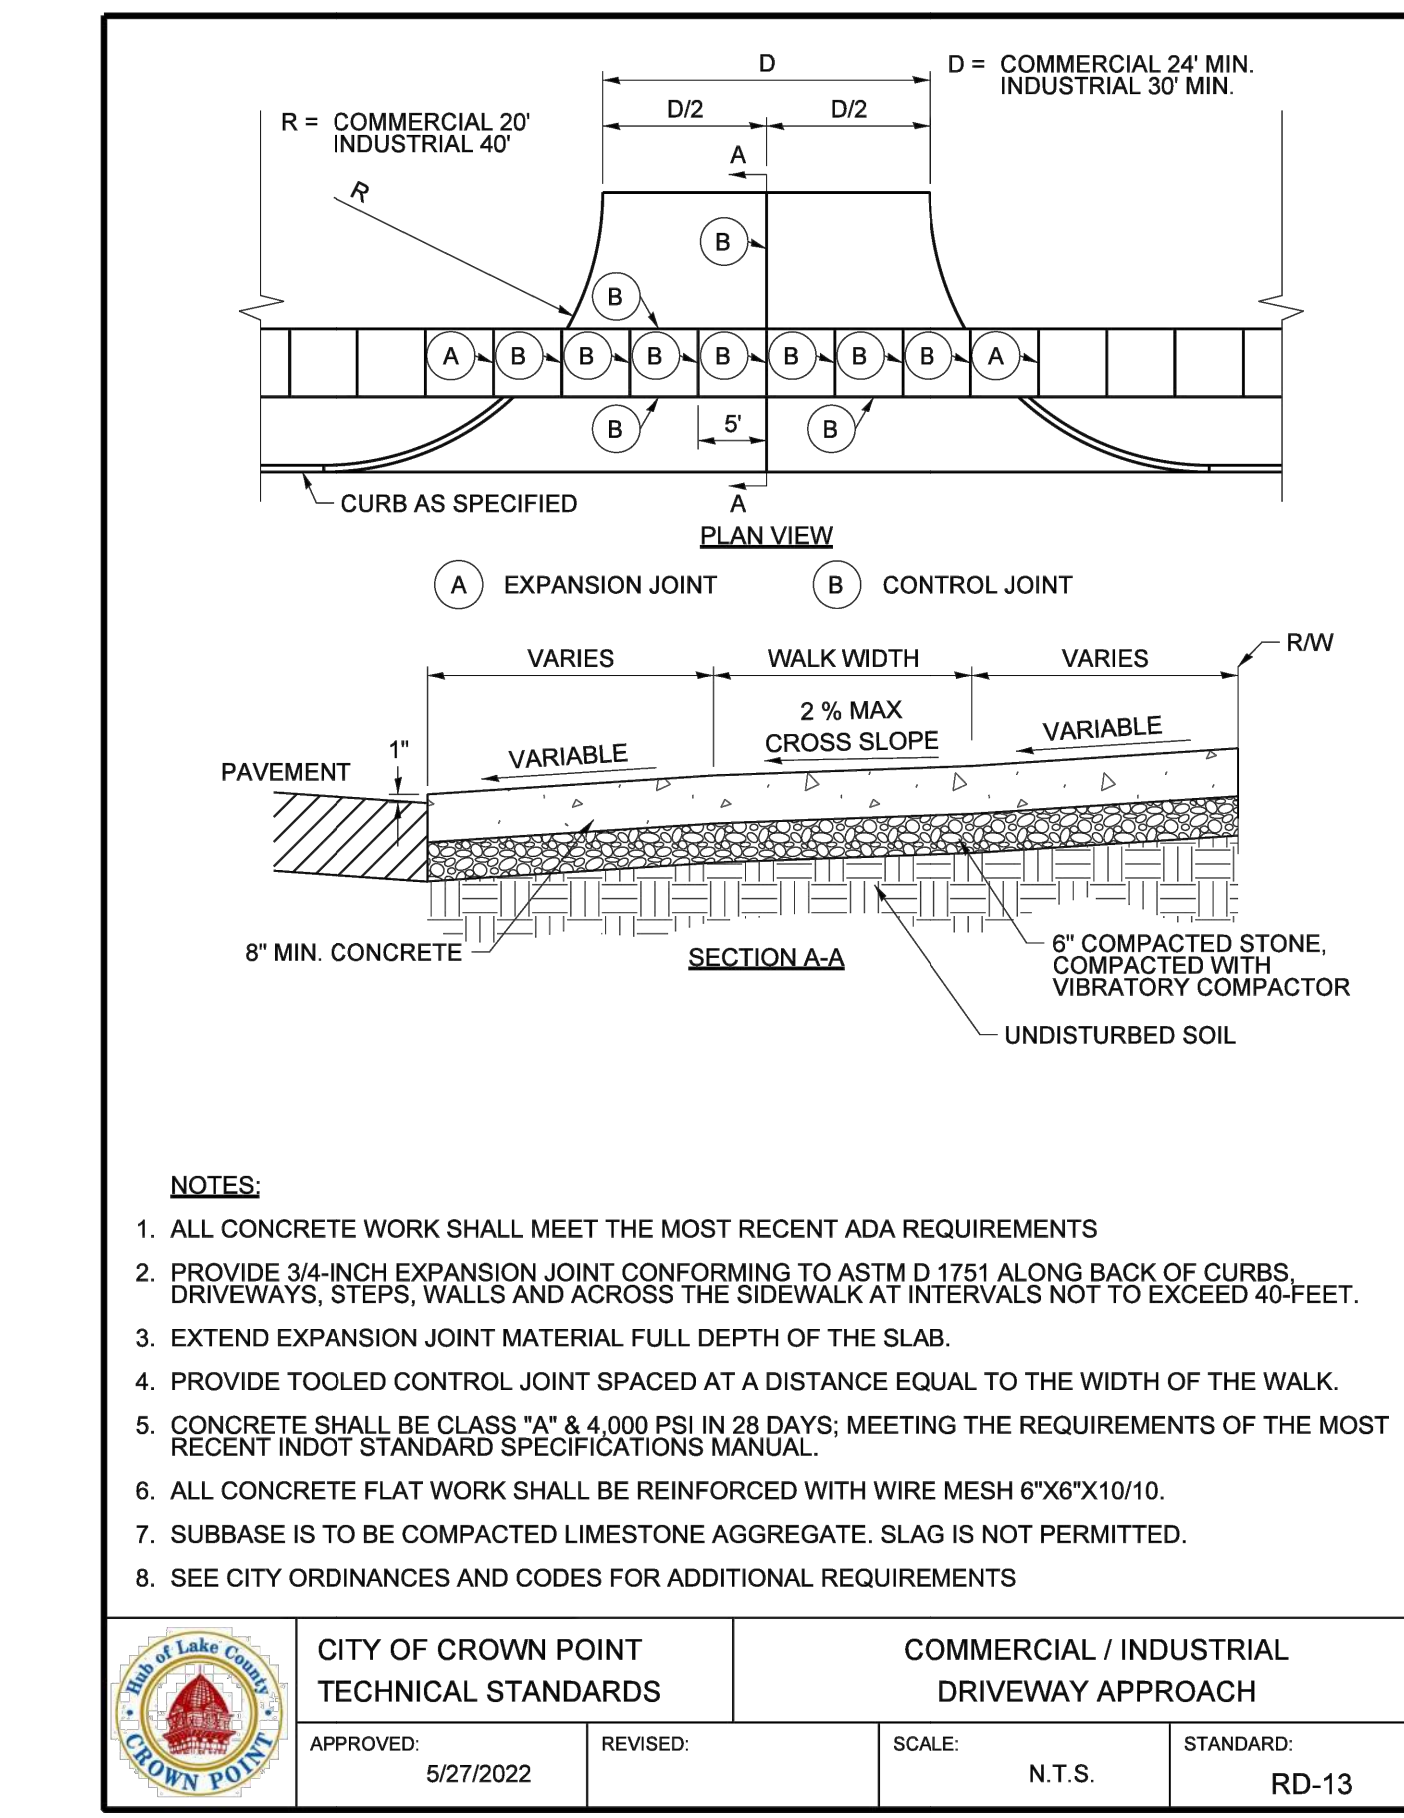 D
D = COMMERCIAL 24' MIN.
INDUSTRIAL 30' MIN.
D/2
D/2
R = COMMERCIAL 20'
INDUSTRIAL 40'
A
R
B
B
A
B
B
B
B
B
B
B
A
B
5'
B
A
CURB AS SPECIFIED
PLAN VIEW
A EXPANSION JOINT
B CONTROL JOINT
R/W
VARIES
WALK WIDTH
VARIES
2 % MAX
CROSS SLOPE
VARIABLE
VARIABLE
1"
PAVEMENT
8" MIN. CONCRETE
SECTION A-A
6" COMPACTED STONE,
COMPACTED WITH
VIBRATORY COMPACTOR
UNDISTURBED SOIL
NOTES:
1. ALL CONCRETE WORK SHALL MEET THE MOST RECENT ADA REQUIREMENTS
2. PROVIDE 3/4-INCH EXPANSION JOINT CONFORMING TO ASTM D 1751 ALONG BACK OF CURBS,
DRIVEWAYS, STEPS, WALLS AND ACROSS THE SIDEWALK AT INTERVALS NOT TO EXCEED 40-FEET.
3. EXTEND EXPANSION JOINT MATERIAL FULL DEPTH OF THE SLAB.
4. PROVIDE TOOLED CONTROL JOINT SPACED AT A DISTANCE EQUAL TO THE WIDTH OF THE WALK.
5. CONCRETE SHALL BE CLASS "A" & 4,000 PSI IN 28 DAYS; MEETING THE REQUIREMENTS OF THE MOST
RECENT INDOT STANDARD SPECIFICATIONS MANUAL.
6. ALL CONCRETE FLAT WORK SHALL BE REINFORCED WITH WIRE MESH 6"X6"X10/10.
7. SUBBASE IS TO BE COMPACTED LIMESTONE AGGREGATE. SLAG IS NOT PERMITTED.
8. SEE CITY ORDINANCES AND CODES FOR ADDITIONAL REQUIREMENTS
Hub of Lake County
CROWN POINT
CITY OF CROWN POINT
TECHNICAL STANDARDS
COMMERCIAL / INDUSTRIAL
DRIVEWAY APPROACH
APPROVED:
5/27/2022
REVISED:
SCALE:
N.T.S.
STANDARD:
RD-13